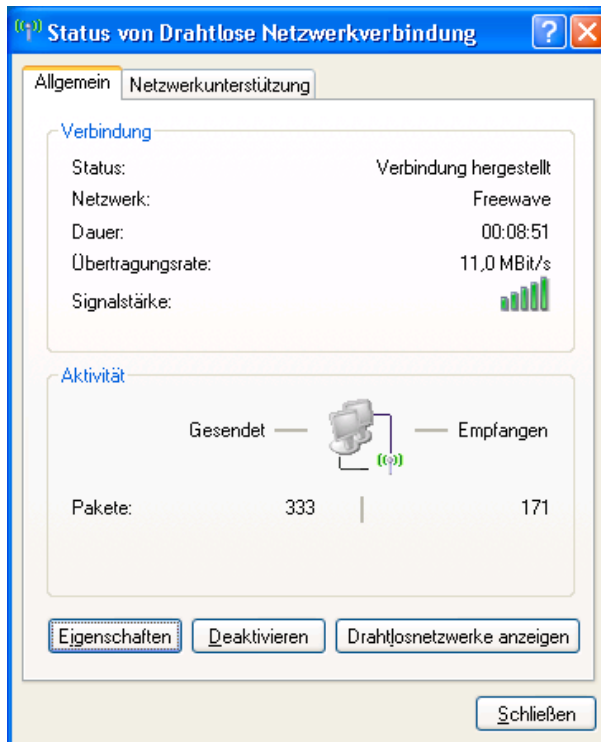 Status von Drahtlose Netzwerkverbindung
Allgemein Netzwerkunterstützung
Verbindung
Status: Verbindung hergestellt
Netzwerk: Freewave
Dauer: 00:08:51
Übertragungsrate: 11,0 MBit/s
Signalstärke:
Aktivität
Gesendet Empfangen
Pakete: 333 171
Eigenschaften Deaktivieren Drahtlosnetzwerke anzeigen
Schließen